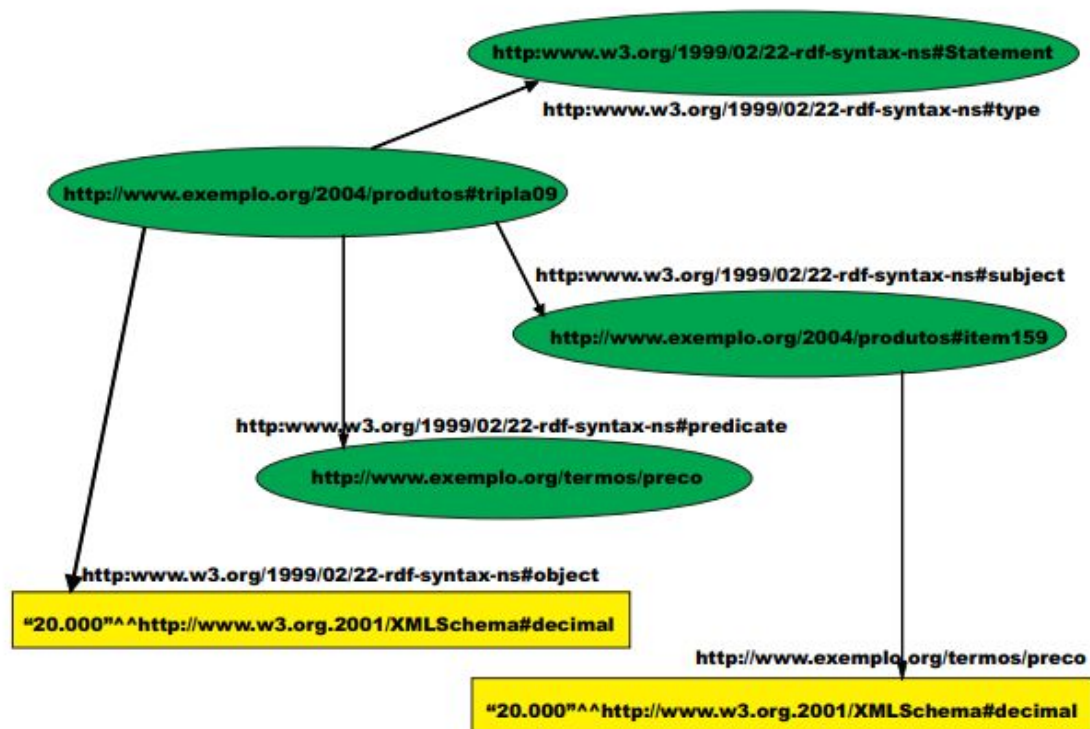 http:www.w3.org/1999/02/22-rdf-syntax-ns#Statement
http:www.w3.org/1999/02/22-rdf-syntax-ns#type
http://www.exemplo.org/2004/produtos#tripla09
http:www.w3.org/1999/02/22-rdf-syntax-ns#subject
http://www.exemplo.org/2004/produtos#item159
http:www.w3.org/1999/02/22-rdf-syntax-ns#predicate
http://www.exemplo.org/termos/preco
http:www.w3.org/1999/02/22-rdf-syntax-ns#object
“20.000”^^http://www.w3.org.2001/XMLSchema#decimal
http://www.exemplo.org/termos/preco
“20.000”^^http://www.w3.org.2001/XMLSchema#decimal